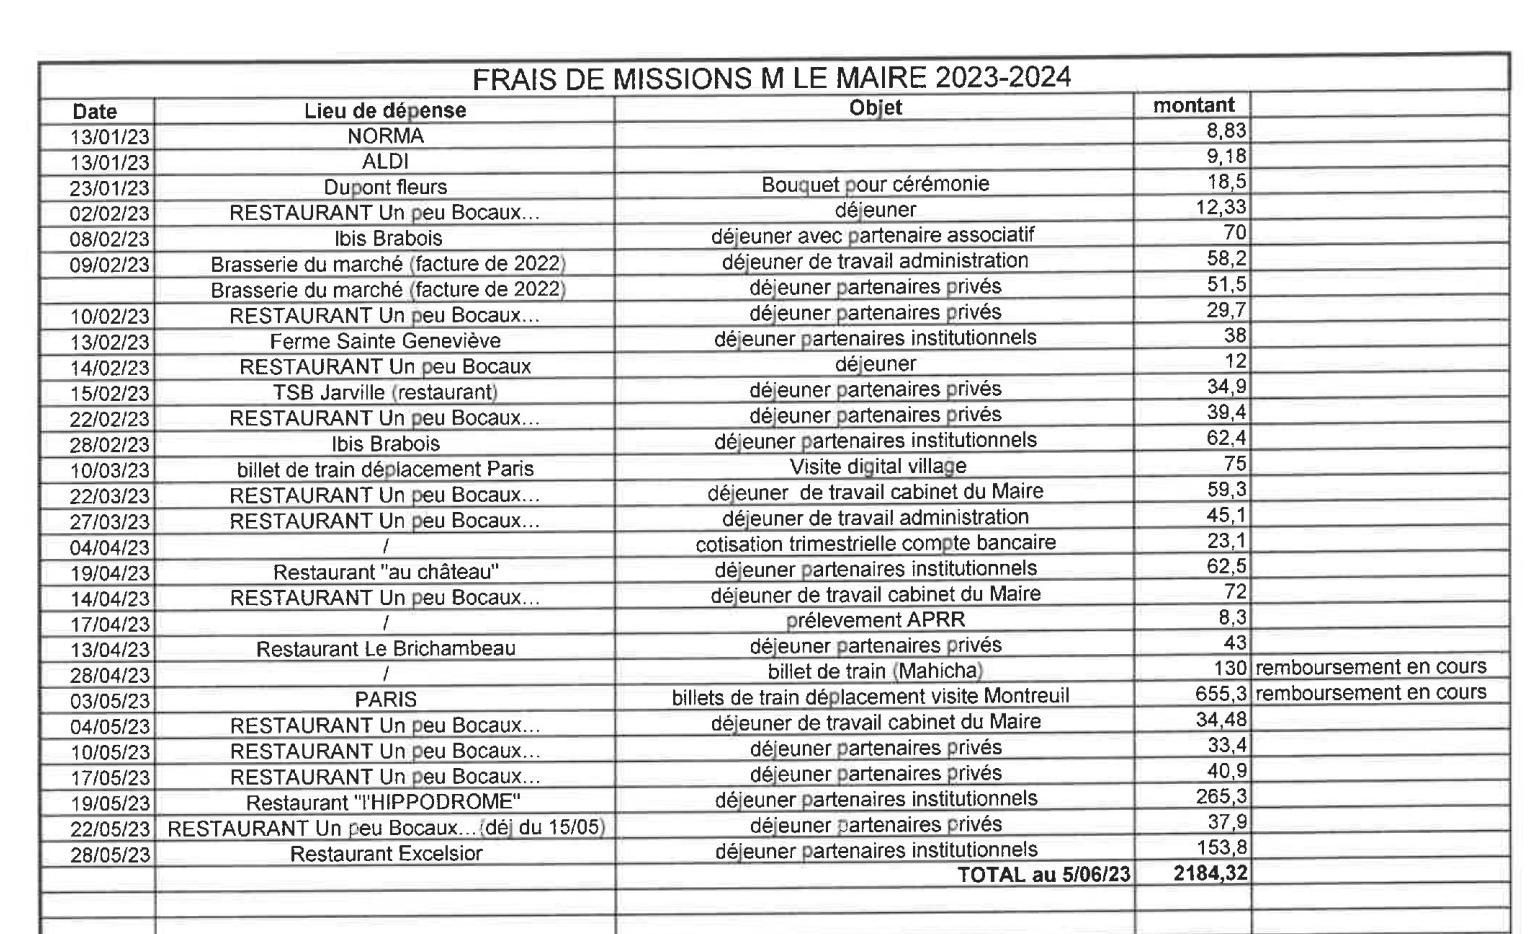 FRAIS DE MISSIONS M LE MAIRE 2023-2024
Date Lieu de dépense Objet montant
13/01/23 NORMA 8,83
13/01/23 ALDI 9,18
23/01/23 Dupont fleurs Bouquet pour cérémonie 18,5
02/02/23 RESTAURANT Un peu Bocaux... déjeuner 12,33
08/02/23 Ibis Brabois déjeuner avec partenaire associatif 70
09/02/23 Brasserie du marché (facture de 2022) déjeuner de travail administration 58,2
Brasserie du marché (facture de 2022) déjeuner partenaires privés 51,5
10/02/23 RESTAURANT Un peu Bocaux... déjeuner partenaires privés 29,7
13/02/23 Ferme Sainte Geneviève déjeuner partenaires institutionnels 38
14/02/23 RESTAURANT Un peu Bocaux déjeuner 12
15/02/23 TSB Jarville (restaurant) déjeuner partenaires privés 34,9
22/02/23 RESTAURANT Un peu Bocaux... déjeuner partenaires privés 39,4
28/02/23 Ibis Brabois déjeuner partenaires institutionnels 62,4
10/03/23 billet de train déplacement Paris Visite digital village 75
22/03/23 RESTAURANT Un peu Bocaux... déjeuner de travail cabinet du Maire 59,3
27/03/23 RESTAURANT Un peu Bocaux... déjeuner de travail administration 45,1
04/04/23 / cotisation trimestrielle compte bancaire 23,1
19/04/23 Restaurant "au château" déjeuner partenaires institutionnels 62,5
14/04/23 RESTAURANT Un peu Bocaux... déjeuner de travail cabinet du Maire 72
17/04/23 / prélevement APRR 8,3
13/04/23 Restaurant Le Brichambeau déjeuner partenaires privés 43
28/04/23 / billet de train (Mahicha) 130 remboursement en cours
03/05/23 PARIS billets de train déplacement visite Montreuil 655,3 remboursement en cours
04/05/23 RESTAURANT Un peu Bocaux... déjeuner de travail cabinet du Maire 34,48
10/05/23 RESTAURANT Un peu Bocaux... déjeuner partenaires privés 33,4
17/05/23 RESTAURANT Un peu Bocaux... déjeuner partenaires privés 40,9
19/05/23 Restaurant "l'HIPPODROME" déjeuner partenaires institutionnels 265,3
22/05/23 RESTAURANT Un peu Bocaux...(déj du 15/05) déjeuner partenaires privés 37,9
28/05/23 Restaurant Excelsior déjeuner partenaires institutionnels 153,8
TOTAL au 5/06/23 2184,32